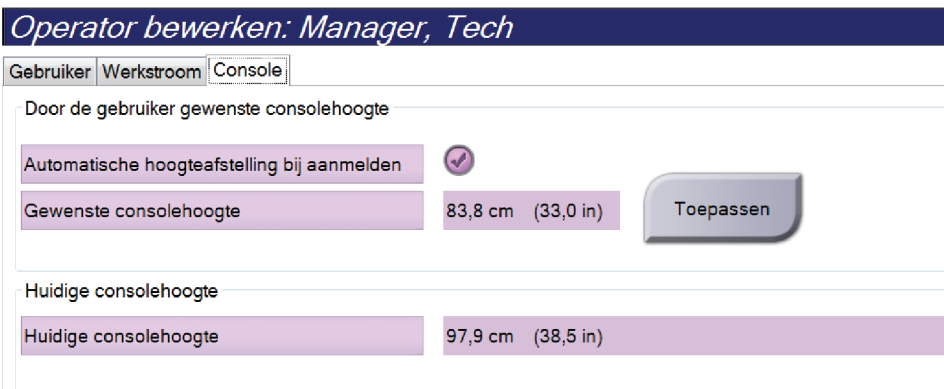 Operator bewerken: Manager, Tech
Gebruiker Werkstroom Console
Door de gebruiker gewenste consolehoogte
Automatische hoogteafstelling bij aanmelden
Gewenste consolehoogte 83,8 cm (33,0 in) Toepassen
Huidige consolehoogte
Huidige consolehoogte 97,9 cm (38,5 in)